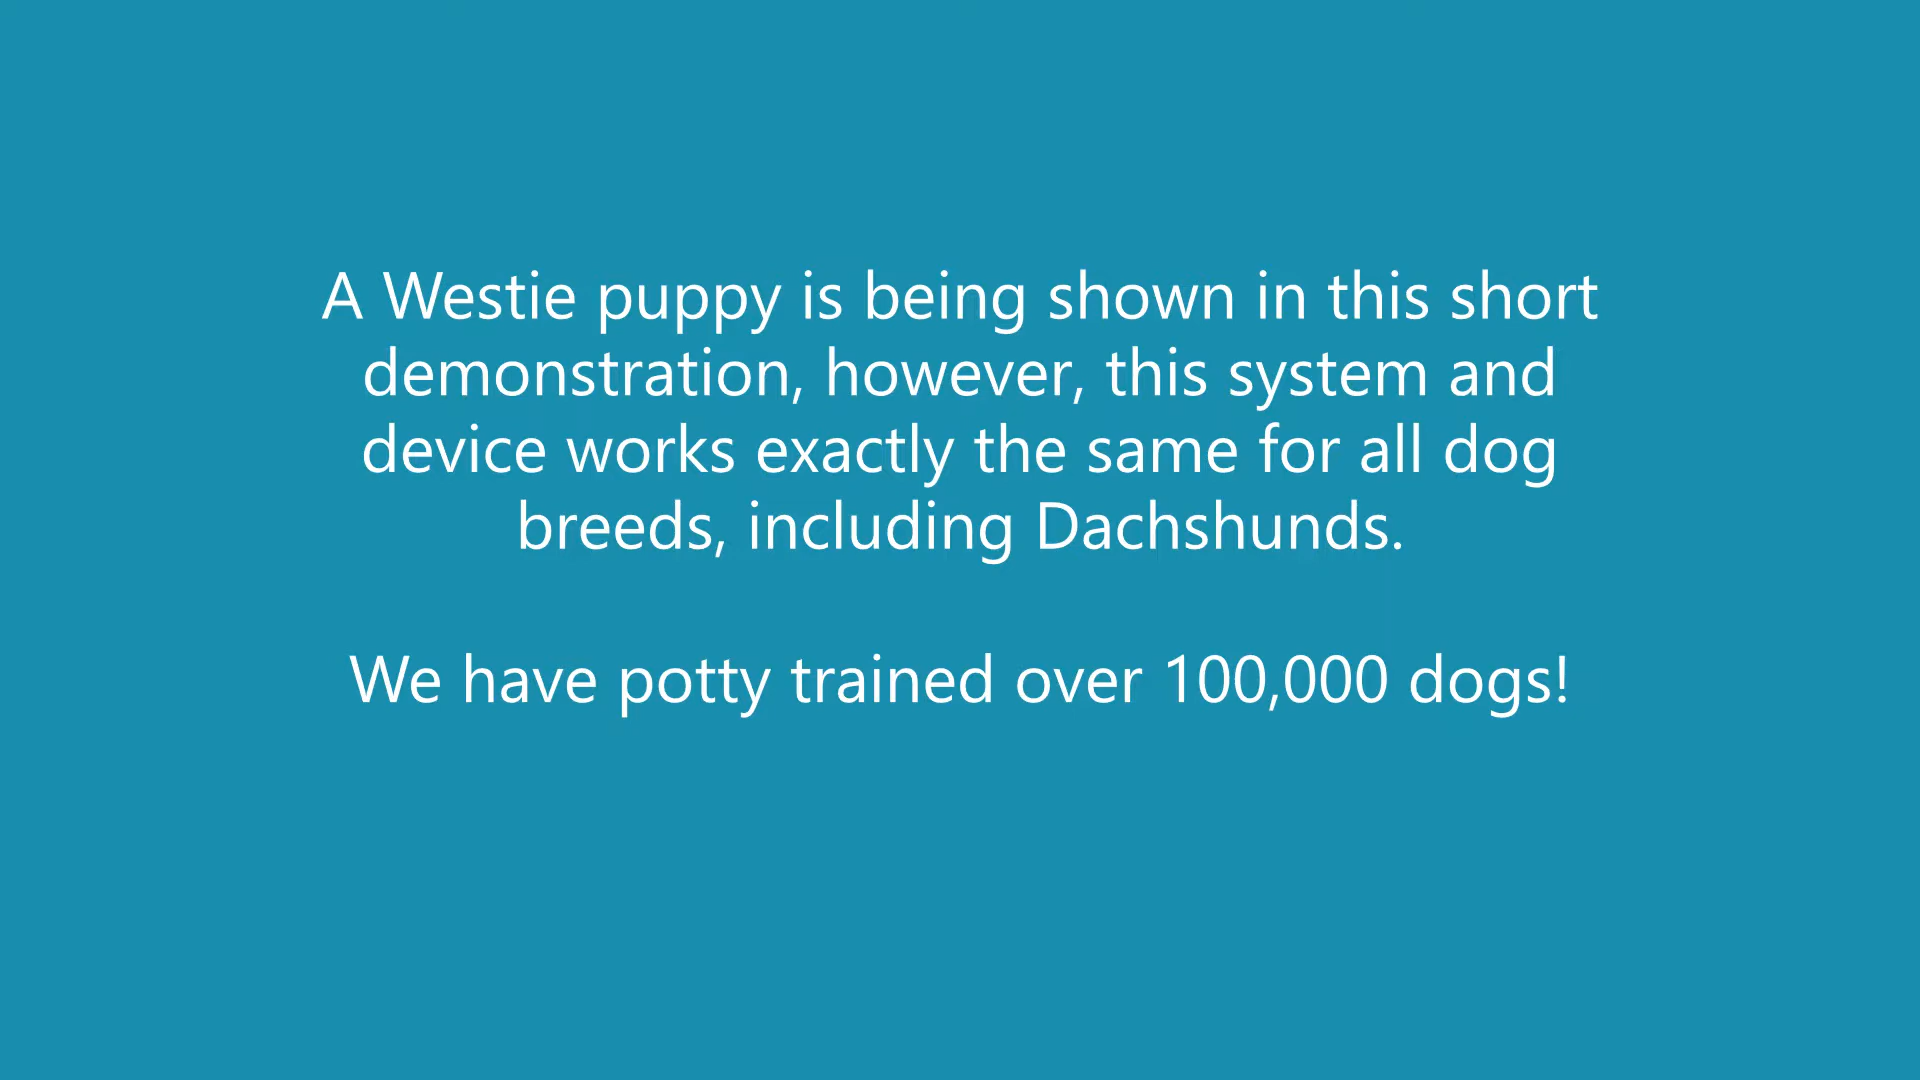 A Westie puppy is being shown in this short
demonstration, however, this system and
device works exactly the same for all dog
breeds, including Dachshunds.
We have potty trained over 100,000 dogs!